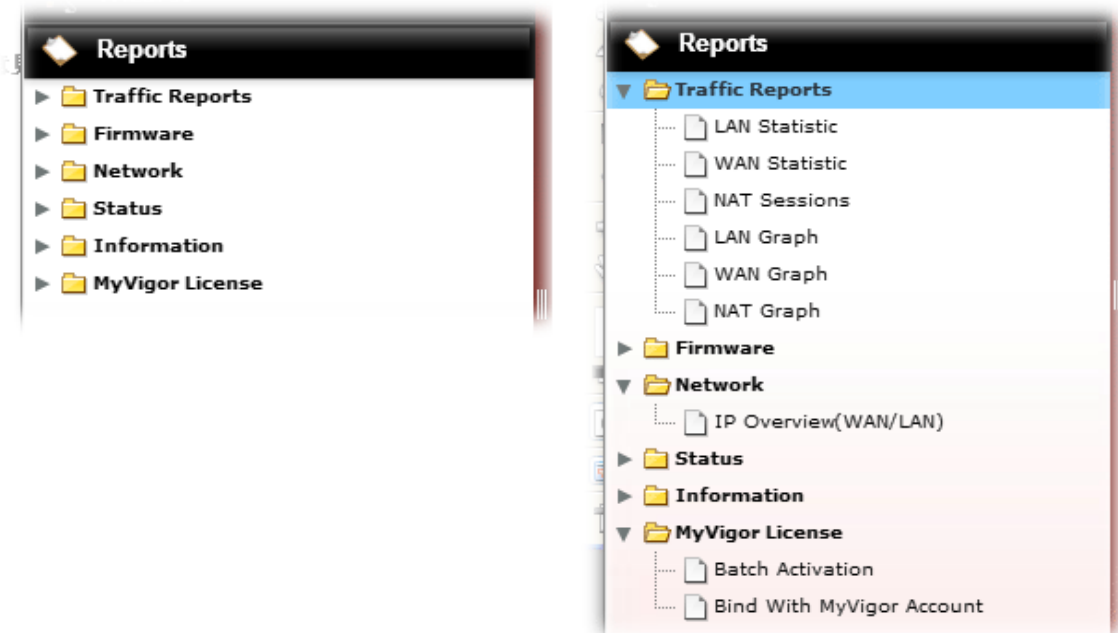 Reports
Traffic Reports
Firmware
Network
Status
Information
MyVigor License
Reports
Traffic Reports
LAN Statistic
WAN Statistic
NAT Sessions
LAN Graph
WAN Graph
NAT Graph
Firmware
Network
IP Overview(WAN/LAN)
Status
Information
MyVigor License
Batch Activation
Bind With MyVigor Account